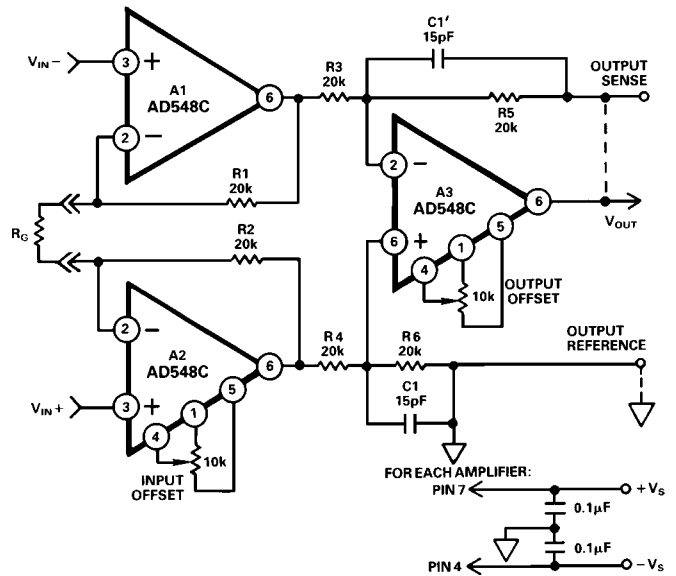 C1'
15pF
V_IN–
3
+
A1
AD548C
6
2
–
R3
20k
R5
20k
OUTPUT
SENSE
R1
20k
R_G
R2
20k
2
–
A3
AD548C
6
V_OUT
6
+
1
5
4
10k
OUTPUT
OFFSET
2
–
A2
AD548C
6
V_IN+
3
+
5
1
4
10k
INPUT
OFFSET
R4
20k
R6
20k
C1
15pF
OUTPUT
REFERENCE
FOR EACH AMPLIFIER:
PIN 7
+V_S
0.1µF
0.1µF
PIN 4
–V_S